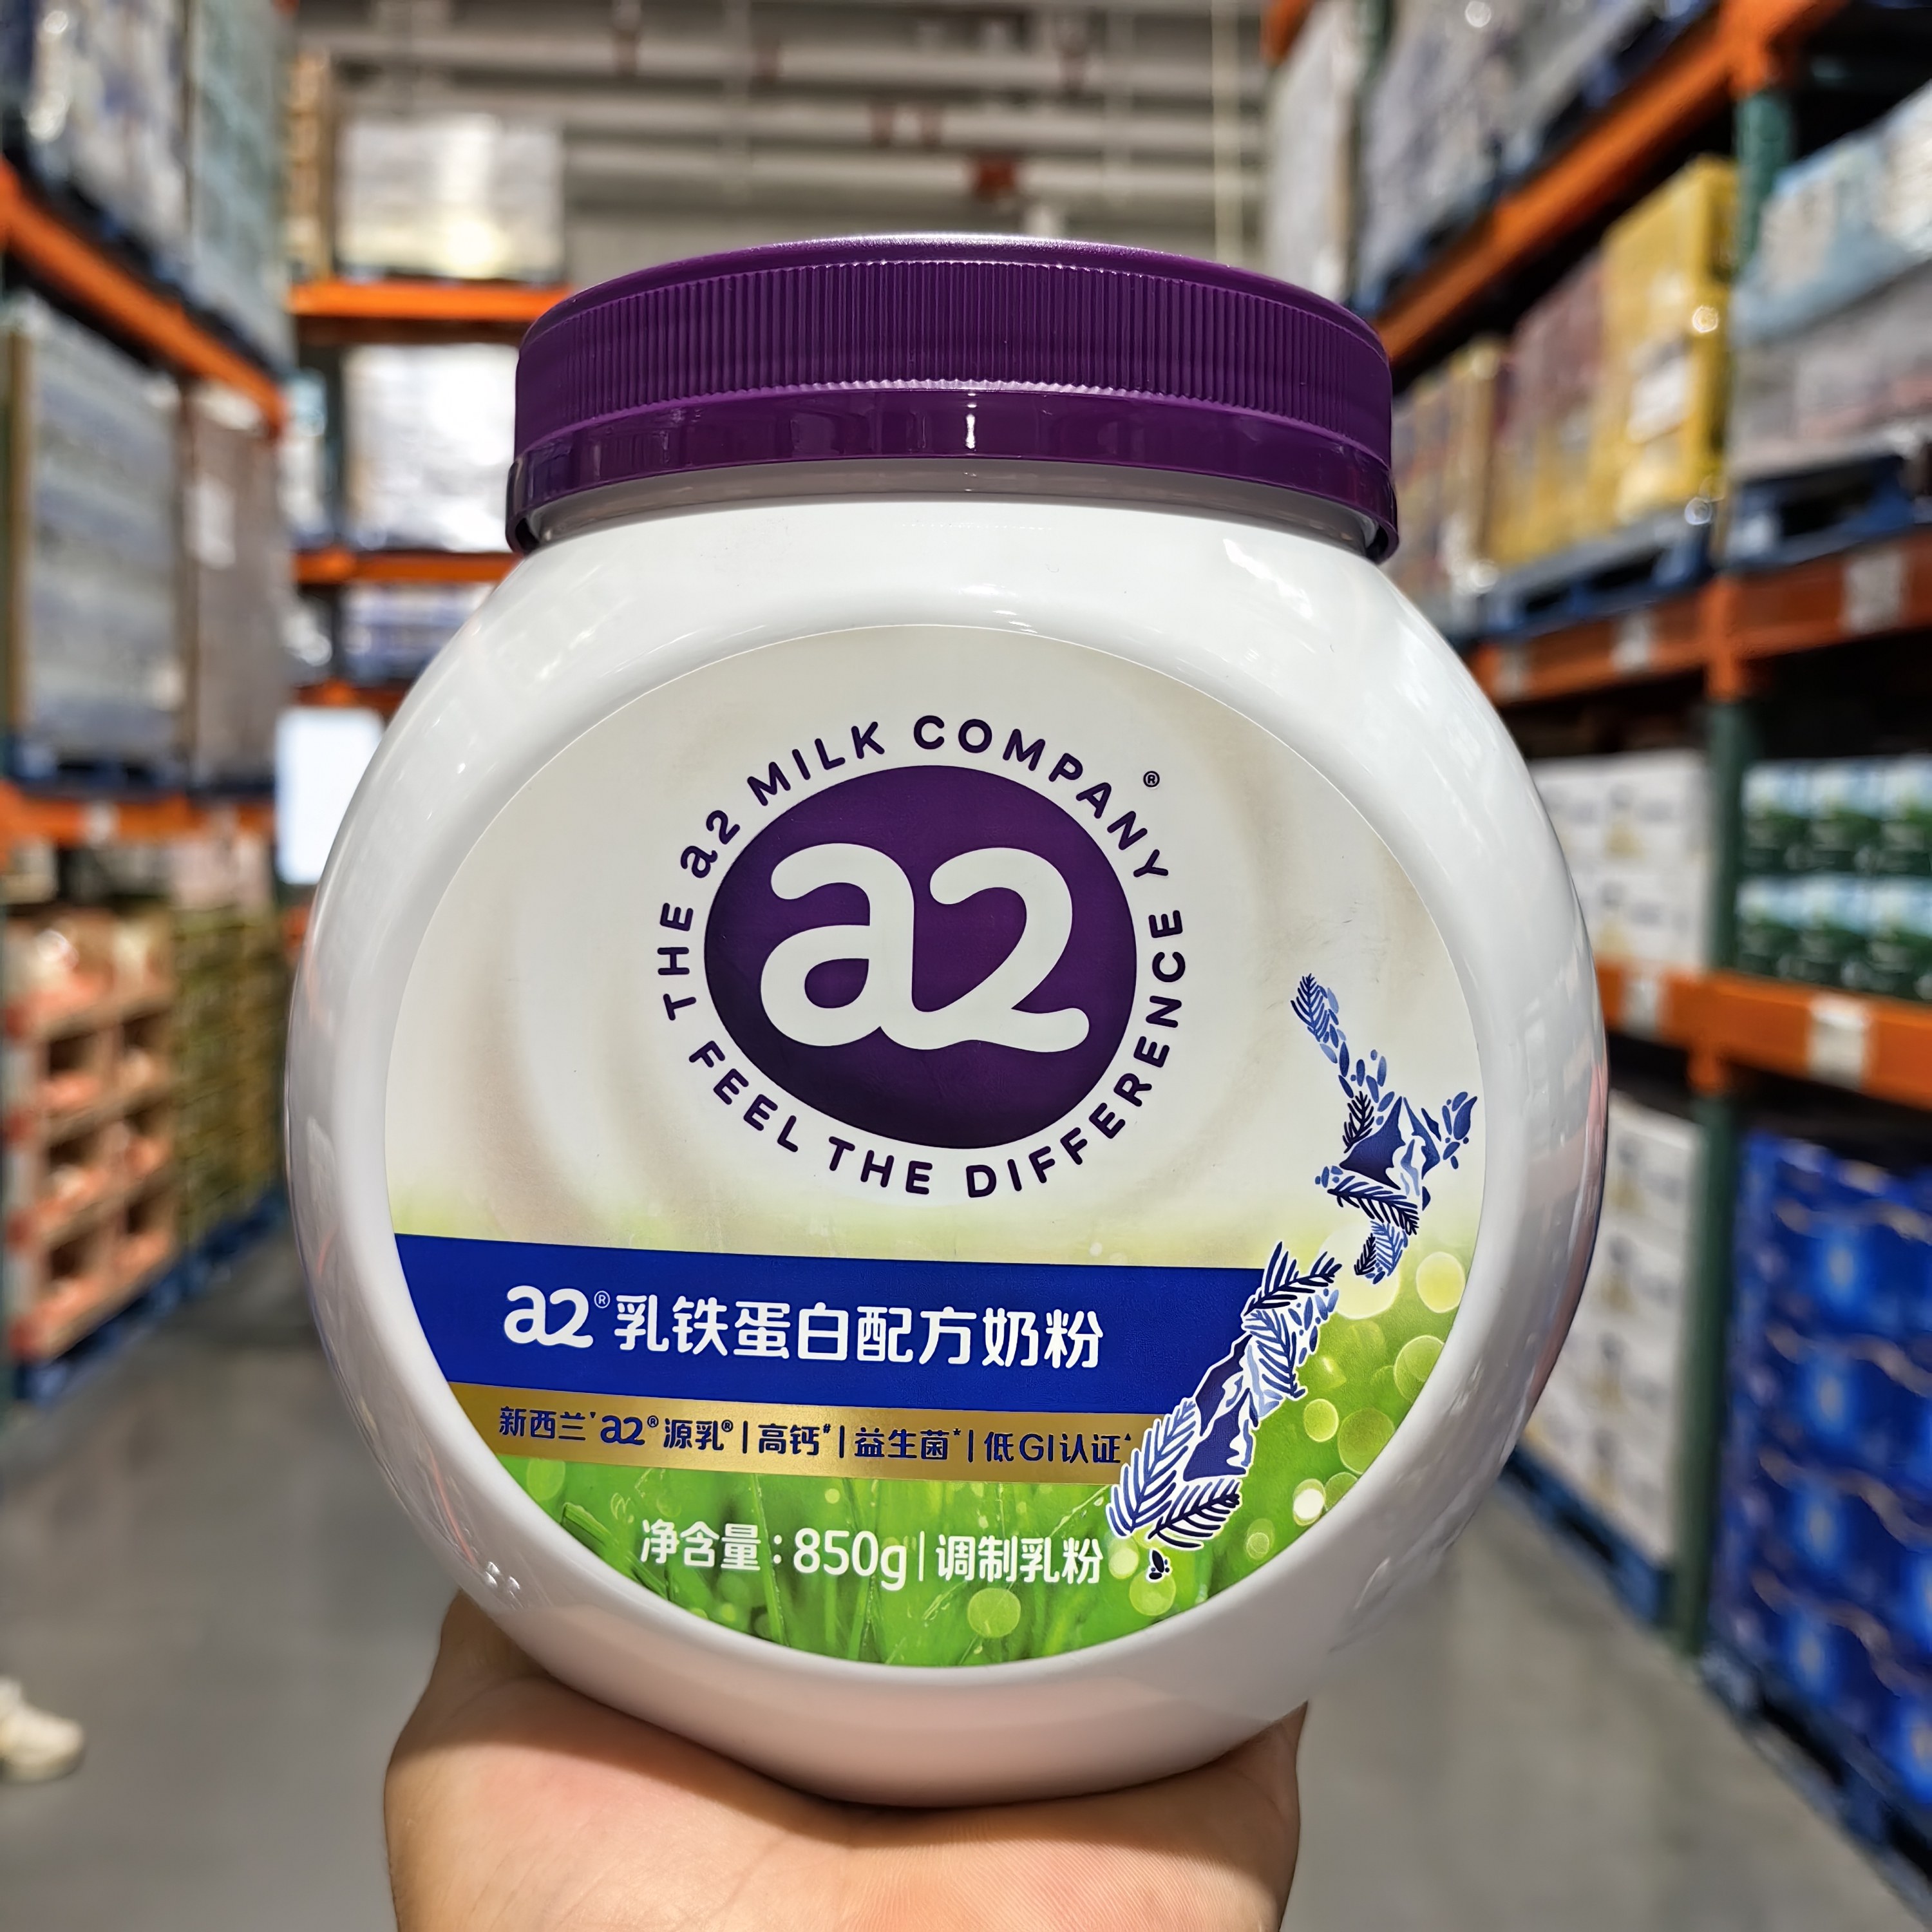 THE a2 MILK COMPANY®
a2
FEEL THE DIFFERENCE
a2®乳铁蛋白配方奶粉
新西兰▼a2®源乳®|高钙#|益生菌*|低GI认证▲
净含量:850g|调制乳粉